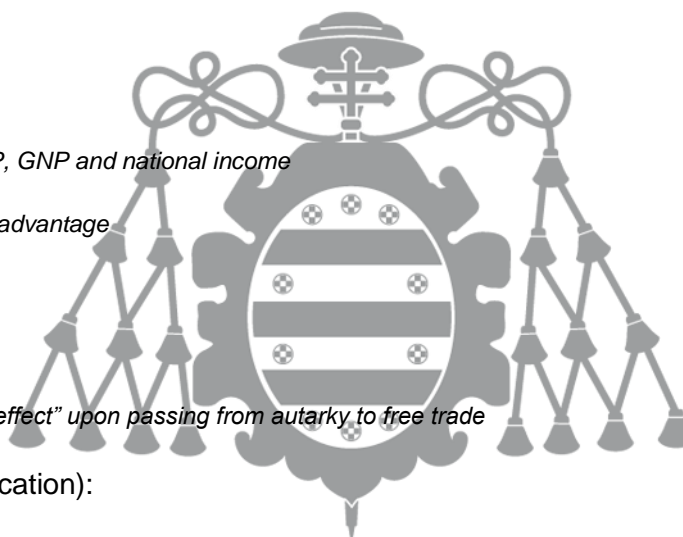 P, GNP and national income
advantage
effect” upon passing from autarky to free trade
cation):